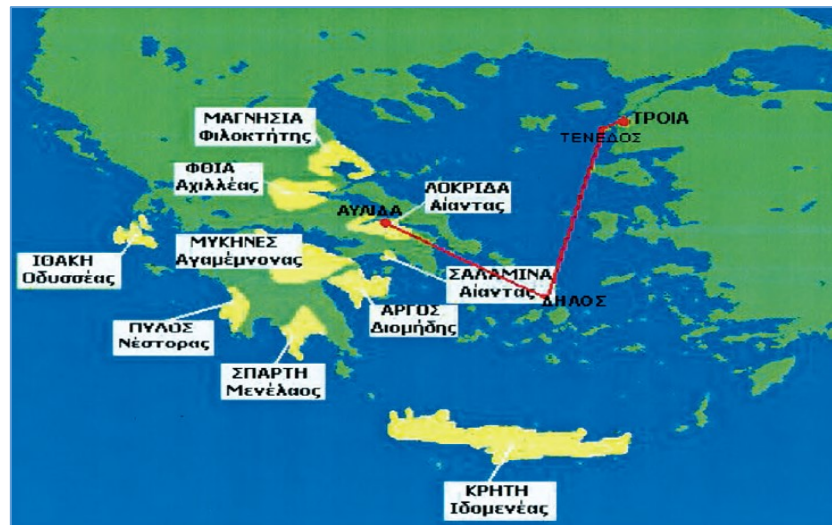 ΜΑΓΝΗΣΙΑ
Φιλοκτήτης
ΤΡΟΙΑ
ΤΕΝΕΔΟΣ
ΦΘΙΑ
Αχιλλέας
ΛΟΚΡΙΔΑ
Αίαντας
ΑΥΛΙΔΑ
ΙΘΑΚΗ
Οδυσσέας
ΜΥΚΗΝΕΣ
Αγαμέμνονας
ΣΑΛΑΜΙΝΑ
Αίαντας
ΔΗΛΟΣ
ΑΡΓΟΣ
Διομήδης
ΠΥΛΟΣ
Νέστορας
ΣΠΑΡΤΗ
Μενέλαος
ΚΡΗΤΗ
Ιδομενέας